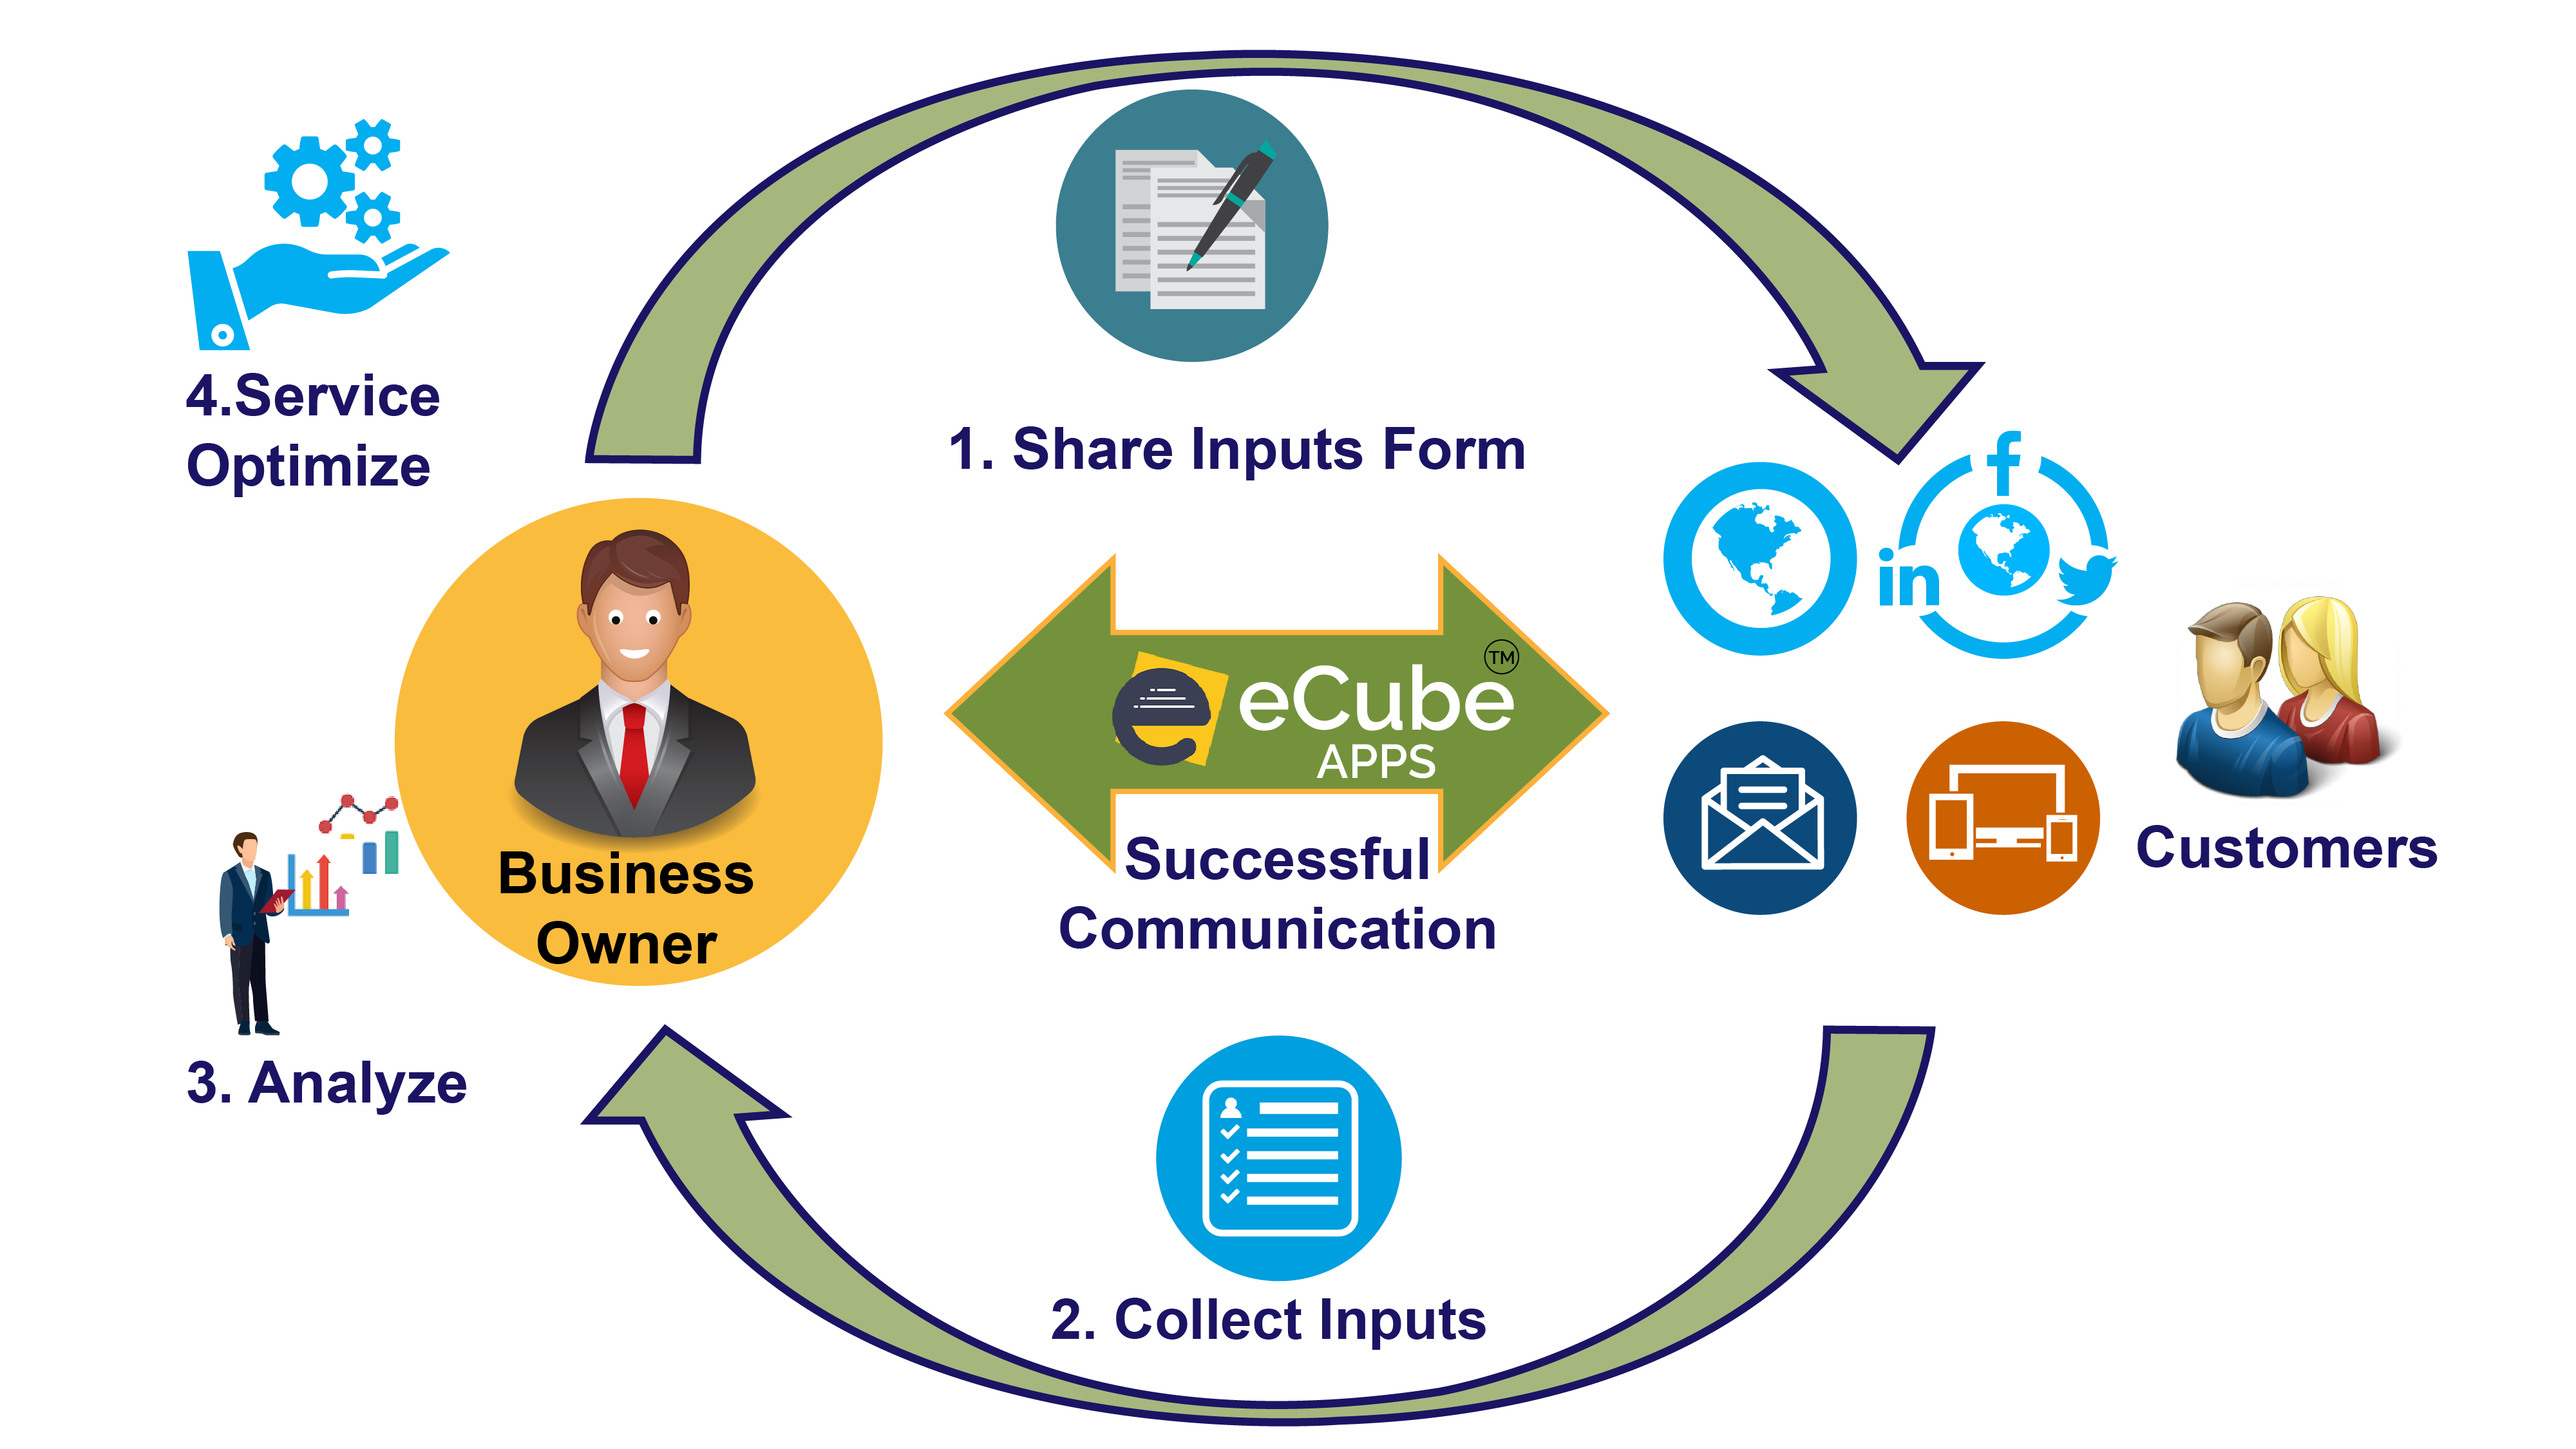 4.Service
Optimize
1. Share Inputs Form
f
in
eCube
TM
APPS
Successful
Communication
Business
Owner
Customers
3. Analyze
2. Collect Inputs